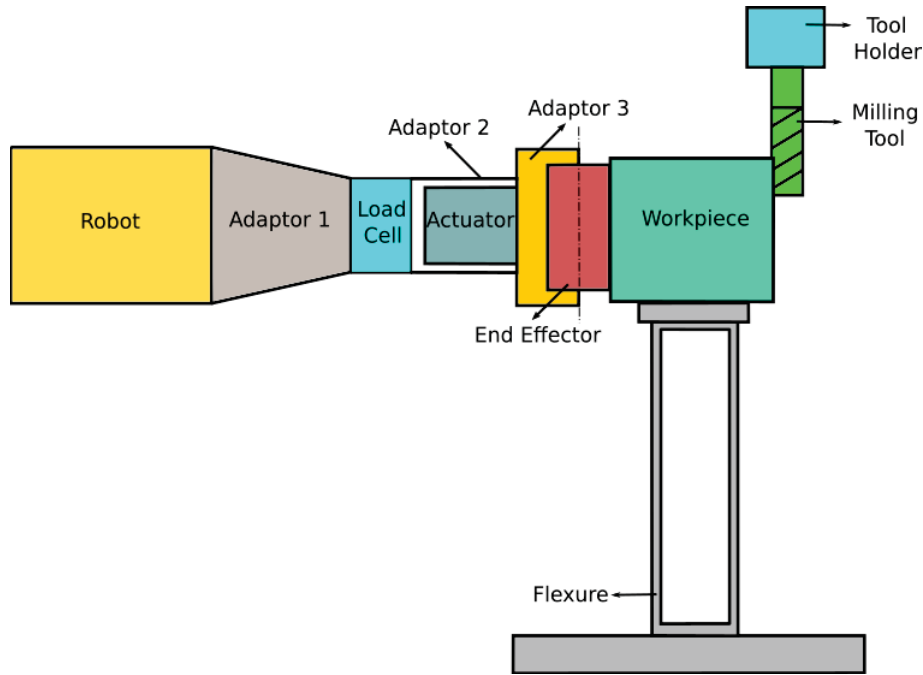 Tool
Holder
Milling
Tool
Adaptor 3
Adaptor 2
Robot
Adaptor 1
Load
Cell
Actuator
Workpiece
End Effector
Flexure